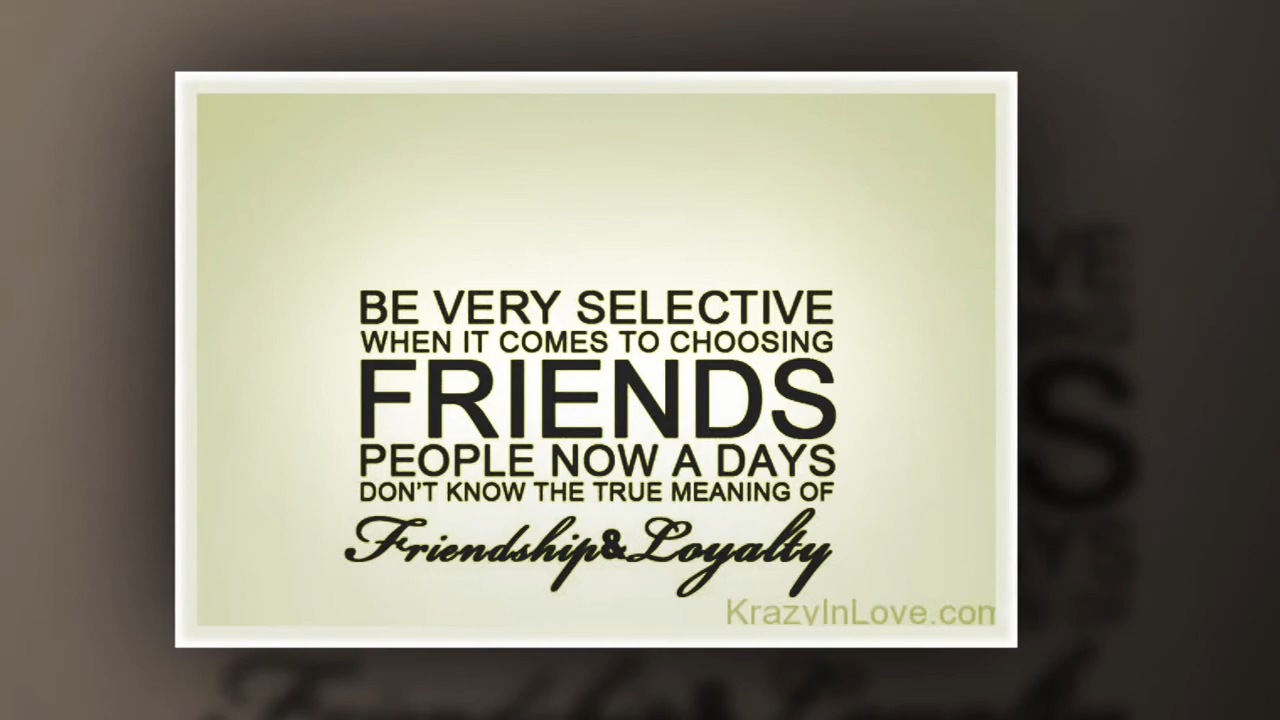 BE VERY SELECTIVE
WHEN IT COMES TO CHOOSING
FRIENDS
PEOPLE NOW A DAYS
DON'T KNOW THE TRUE MEANING OF
Friendship&Loyalty
KrazyInLove.com